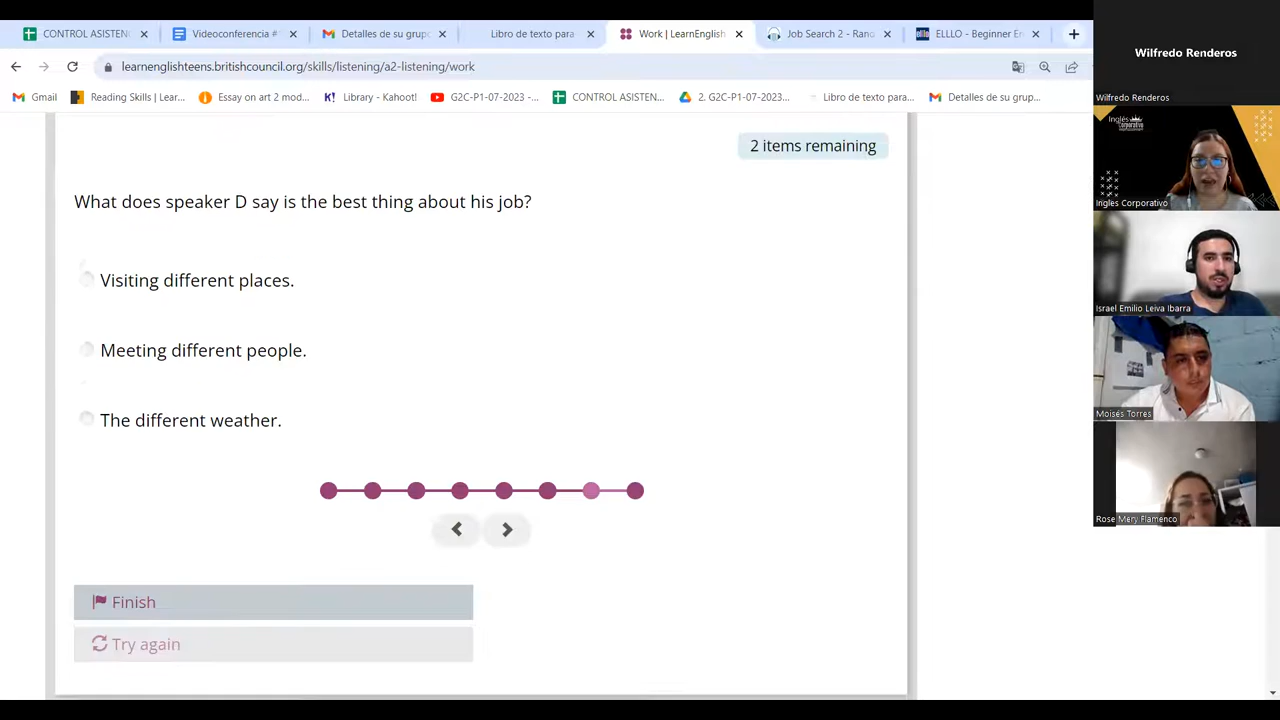 CONTROL ASISTENC
Videoconferencia #
Detalles de su grupo
Libro de texto para
Work | LearnEnglish
Job Search 2 - Rand
ELLLO - Beginner En
learnenglishteens.britishcouncil.org/skills/listening/a2-listening/work
Gmail
Reading Skills | Lear...
Essay on art 2 mod...
Library - Kahoot!
G2C-P1-07-2023 -...
CONTROL ASISTEN...
2. G2C-P1-07-2023...
Libro de texto para...
Detalles de su grup...
2 items remaining
What does speaker D say is the best thing about his job?
Visiting different places.
Meeting different people.
The different weather.
Finish
Try again
Wilfredo Renderos
Wilfredo Renderos
Inglés
Corporativo
Ingles Corporativo
Israel Emilio Leiva Ibarra
Moisés Torres
Rose Mery Flamenco